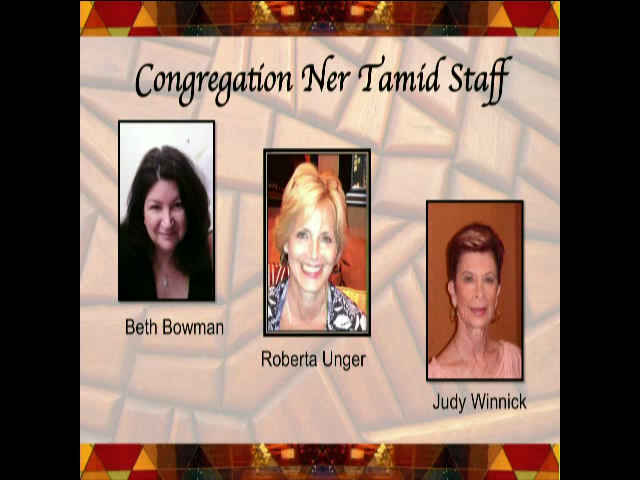 Congregation Ner Tamid Staff
Beth Bowman
Roberta Unger
Judy Winnick